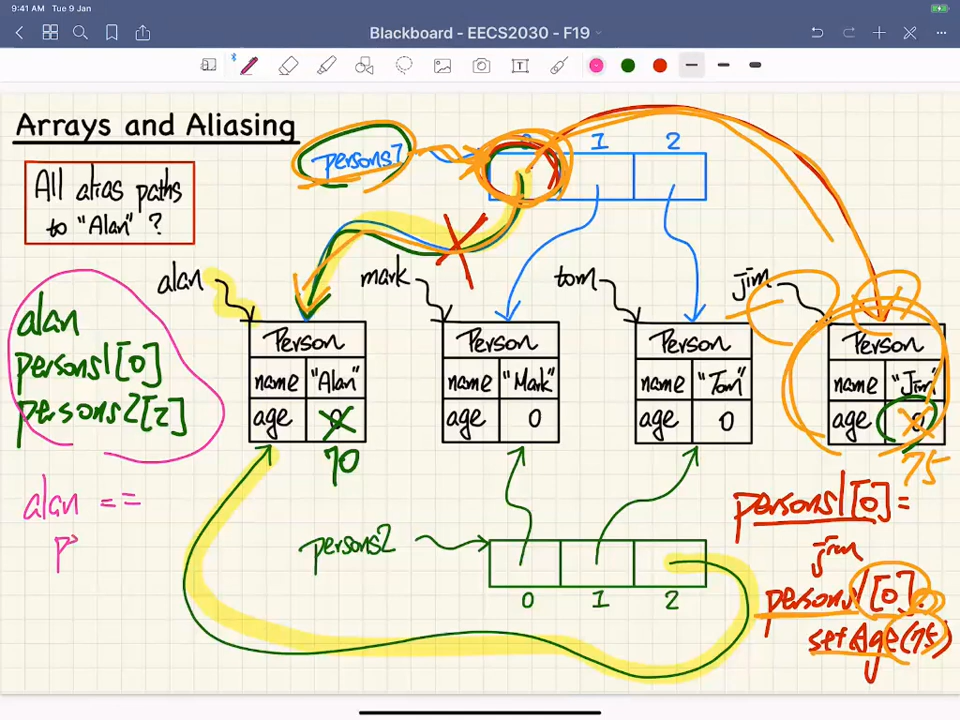 9:41 AM Tue 9 Jan
Blackboard - EECS2030 - F19
Arrays and Aliasing
persons1
0 1 2
All alias paths
to "Alan" ?
alan
mark
tom
jim
Person
name "Alan"
age 0
70
Person
name "Mark"
age 0
Person
name "Tom"
age 0
Person
name "Jim"
age 0
75
alan
persons1[0]
persons2[2]
alan ==
p
persons2
0 1 2
persons1[0] =
jim
persons1[0].
setAge(75)